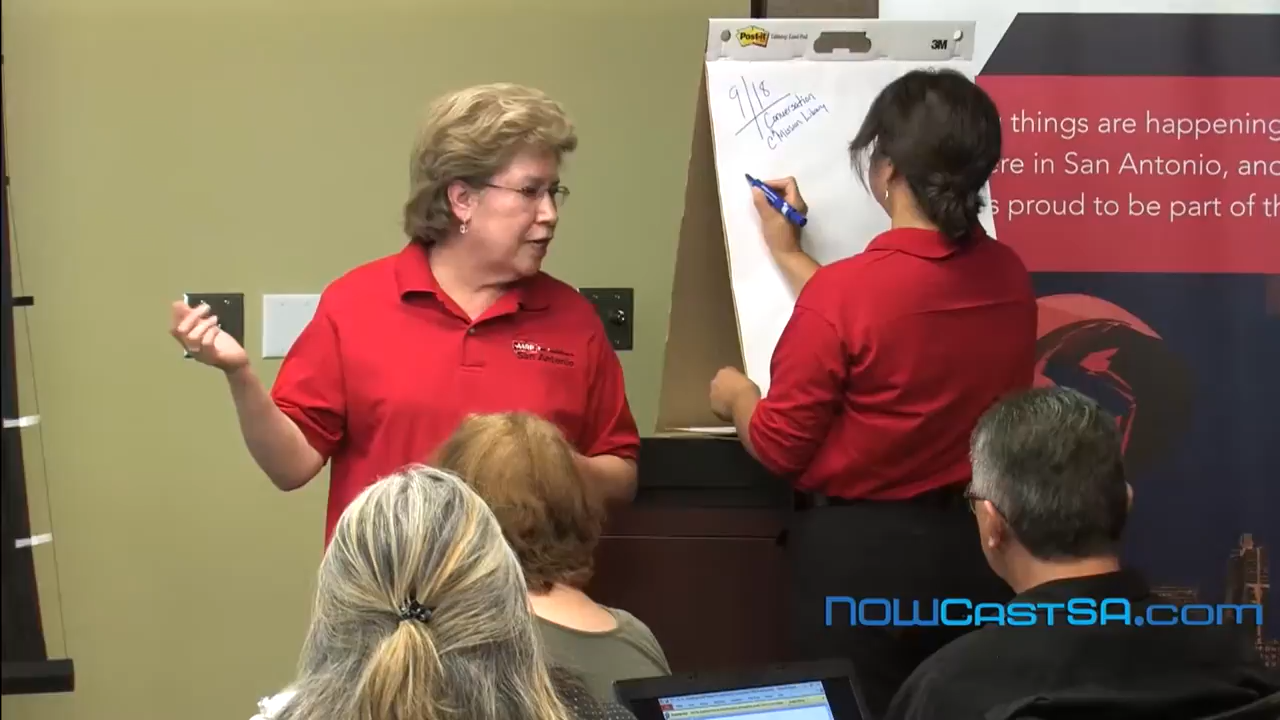 Post-it
3M
9/18
Conversation
@ Mission Library
things are happening
ere in San Antonio, and
s proud to be part of th
AARP
San Antonio
NOWCastSA.com